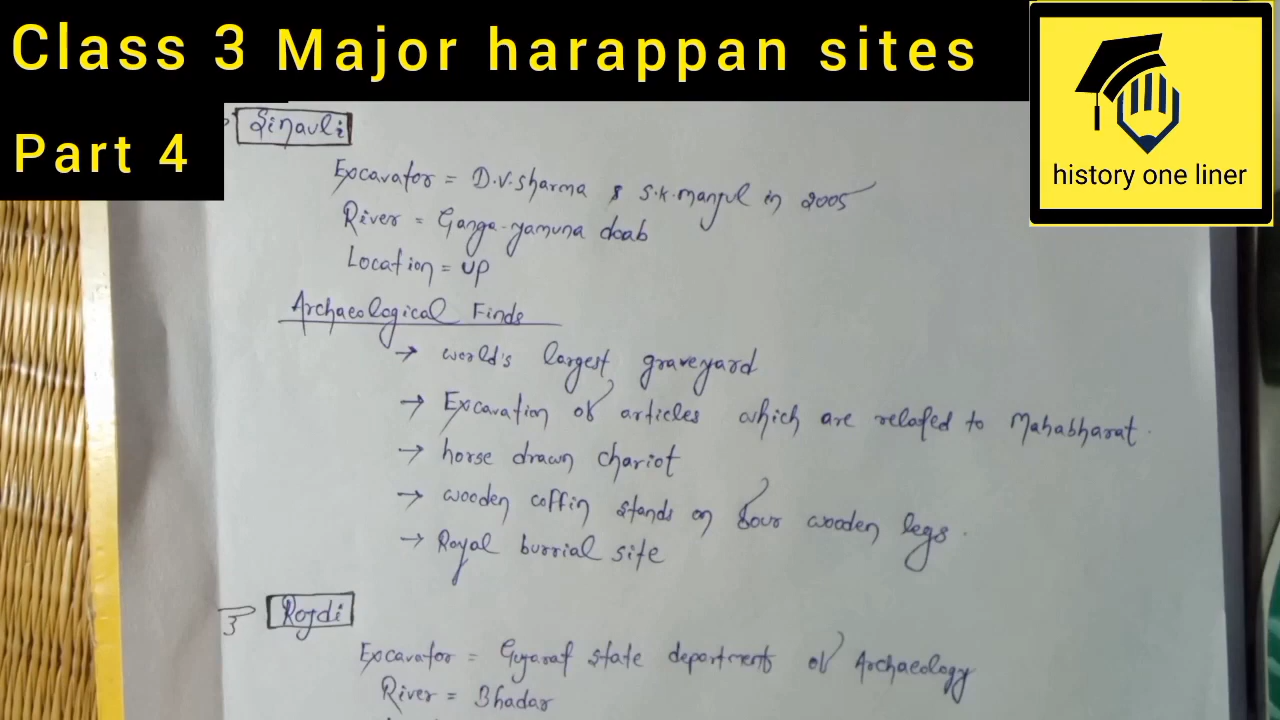 Class 3 Major harappan sites
Part 4
history one liner
Sinauli
Excavator = D.V.Sharma & S.K.manjul in 2005
River = Ganga-yamuna doab
Location = UP
Archaeological Finds
→ world's largest graveyard
→ Excavation of articles which are related to Mahabharat.
→ horse drawn chariot
→ wooden coffin stands on four wooden legs.
→ Royal burrial site
3 Rojdi
Excavator = Gujarat state department of Archaeology
River = Bhadar